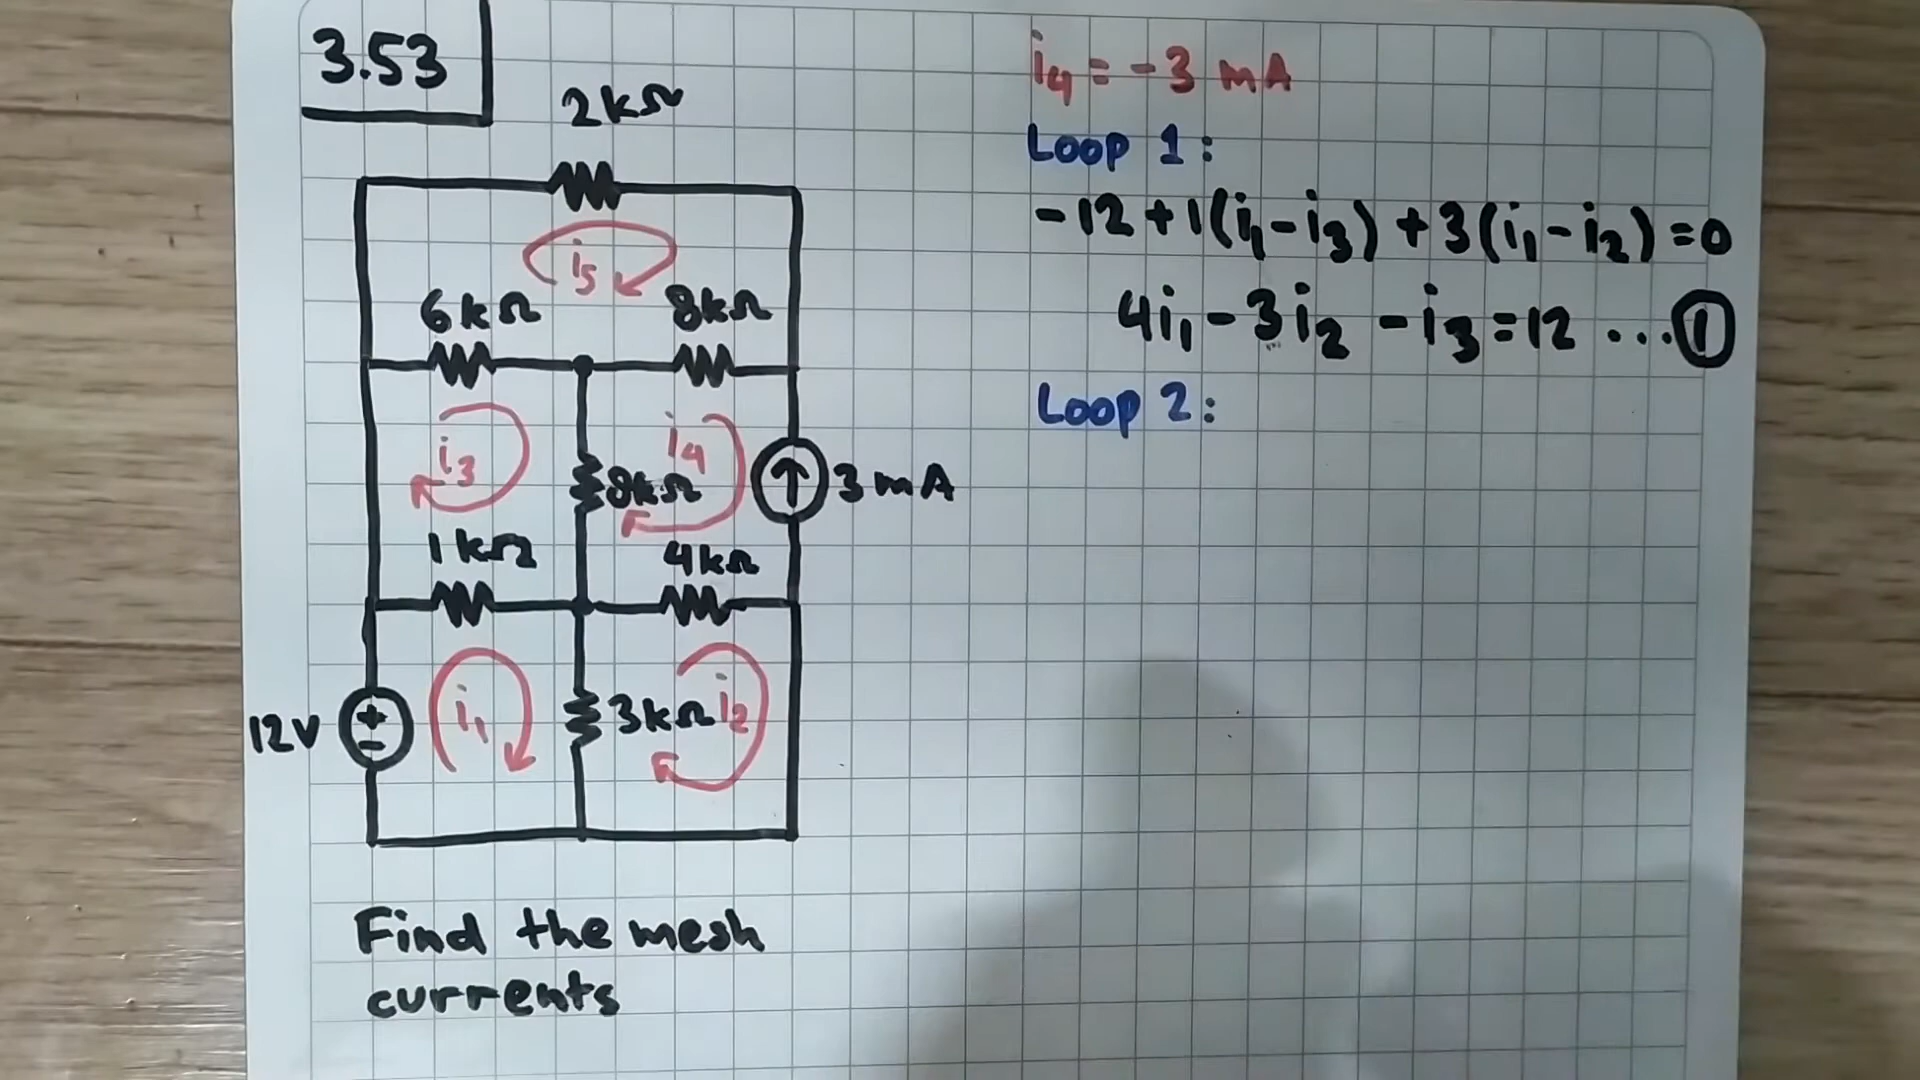 3.53
2kΩ
i5
6kΩ
8kΩ
i3
i4
8kΩ
3 mA
1kΩ
4kΩ
12V
+
-
i1
3kΩ
i2
Find the mesh
currents
i4 = -3 mA
Loop 1:
-12 + 1(i1-i3) + 3(i1-i2) = 0
4i1 - 3i2 - i3 = 12 ... ①
Loop 2: